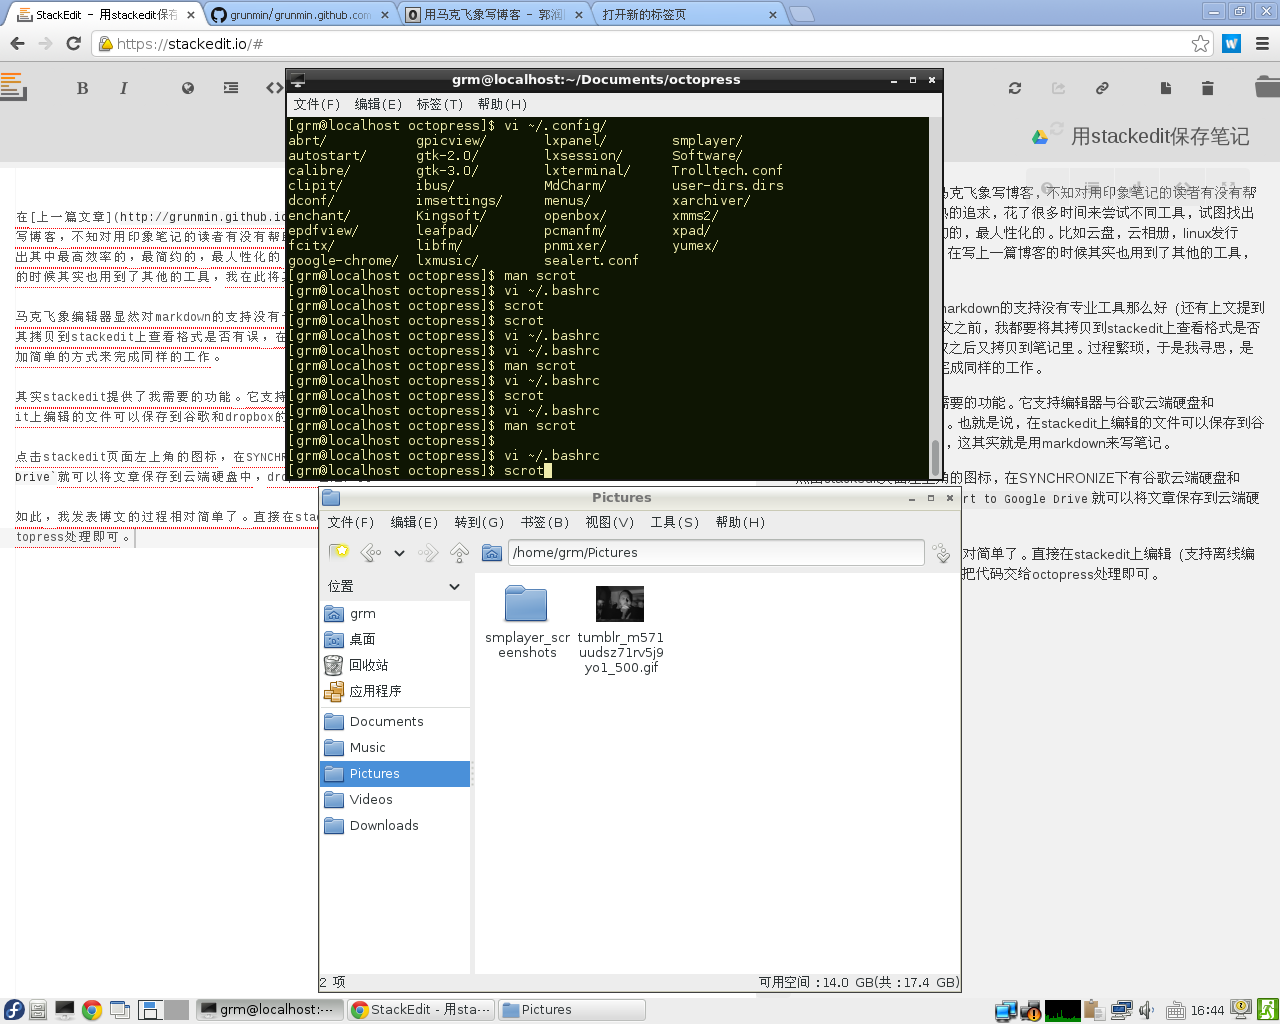 StackEdit - 用stackedit保存
grunmin/grunmin.github.com
用马克飞象写博客 - 郭润
打开新的标签页
https://stackedit.io/#
B I
用stackedit保存笔记
grm@localhost:~/Documents/octopress
文件(F) 编辑(E) 标签(T) 帮助(H)
[grm@localhost octopress]$ vi ~/.config/
abrt/ gpicview/ lxpanel/ smplayer/
autostart/ gtk-2.0/ lxsession/ Software/
calibre/ gtk-3.0/ lxterminal/ Trolltech.conf
clipit/ ibus/ MdCharm/ user-dirs.dirs
dconf/ imsettings/ menus/ xarchiver/
enchant/ Kingsoft/ openbox/ xmms2/
epdfview/ leafpad/ pcmanfm/ xpad/
fcitx/ libfm/ pnmixer/ yumex/
google-chrome/ lxmusic/ sealert.conf
[grm@localhost octopress]$ man scrot
[grm@localhost octopress]$ vi ~/.bashrc
[grm@localhost octopress]$ scrot
[grm@localhost octopress]$ scrot
[grm@localhost octopress]$ vi ~/.bashrc
[grm@localhost octopress]$ vi ~/.bashrc
[grm@localhost octopress]$ man scrot
[grm@localhost octopress]$ vi ~/.bashrc
[grm@localhost octopress]$ scrot
[grm@localhost octopress]$ vi ~/.bashrc
[grm@localhost octopress]$ man scrot
[grm@localhost octopress]$
[grm@localhost octopress]$ vi ~/.bashrc
[grm@localhost octopress]$ scrot
在[上一篇文章](http://grunmin.github.io
写博客，不知对用印象笔记的读者有没有帮
出其中最高效率的，最简约的，最人性化的
的时候其实也用到了其他的工具，我在此将
马克飞象编辑器显然对markdown的支持没有
其拷贝到stackedit上查看格式是否有误，在
加简单的方式来完成同样的工作。
其实stackedit提供了我需要的功能。它支持
it上编辑的文件可以保存到谷歌和dropbox的
点击stackedit页面左上角的图标，在SYNCHR
Drive`就可以将文章保存到云端硬盘中，dro
如此，我发表博文的过程相对简单了。直接在stac
topress处理即可。
马克飞象写博客，不知对用印象笔记的读者有没有帮
的追求，花了很多时间来尝试不同工具，试图找出
的，最人性化的。比如云盘，云相册，linux发行
在写上一篇博客的时候其实也用到了其他的工具，
markdown的支持没有专业工具那么好（还有上文提到
文之前，我都要将其拷贝到stackedit上查看格式是否
之后又拷贝到笔记里。过程繁琐，于是我寻思，是
完成同样的工作。
需要的功能。它支持编辑器与谷歌云端硬盘和
。也就是说，在stackedit上编辑的文件可以保存到谷
，这其实就是用markdown来写笔记。
点击stackedit页面左上角的图标，在SYNCHRONIZE下有谷歌云端硬盘和
rt to Google Drive 就可以将文章保存到云端硬
对简单了。直接在stackedit上编辑（支持离线编
把代码交给octopress处理即可。
Pictures
文件(F) 编辑(E) 转到(G) 书签(B) 视图(V) 工具(S) 帮助(H)
/home/grm/Pictures
位置
grm
桌面
回收站
应用程序
Documents
Music
Pictures
Videos
Downloads
smplayer_scr
eenshots
tumblr_m571
uudsz71rv5j9
yo1_500.gif
2 项
可用空间：14.0 GB(共：17.4 GB)
grm@localhost:···
StackEdit - 用sta···
Pictures
16:44